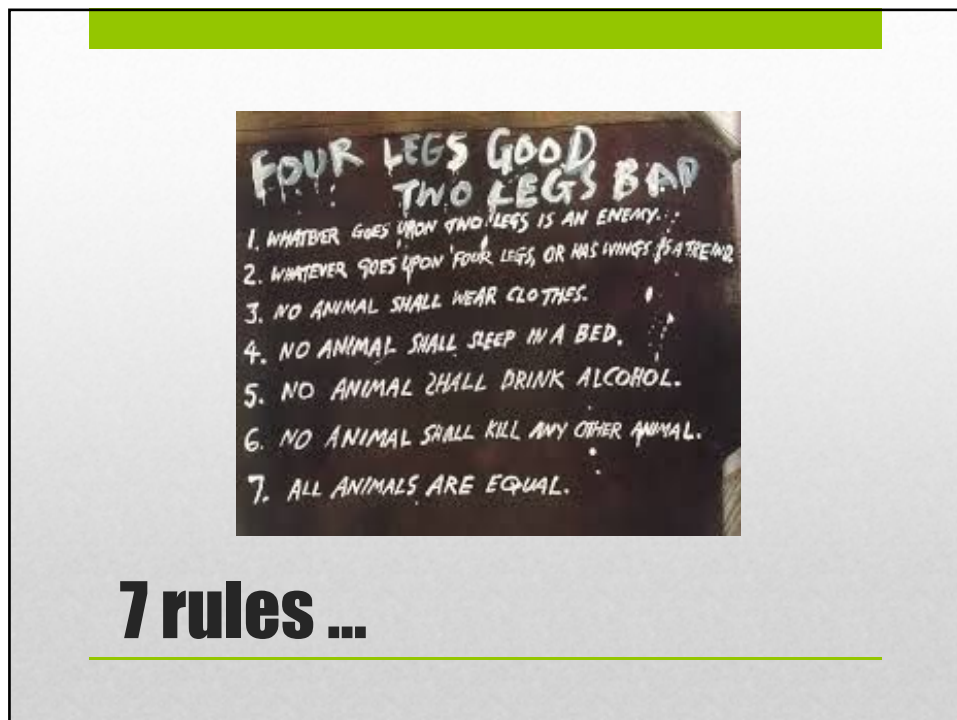 FOUR LEGS GOOD
TWO LEGS BAD
1. WHATEVER GOES UPON TWO LEGS IS AN ENEMY.
2. WHATEVER GOES UPON FOUR LEGS, OR HAS WINGS IS A FREIND
3. NO ANIMAL SHALL WEAR CLOTHES.
4. NO ANIMAL SHALL SLEEP IN A BED.
5. NO ANIMAL SHALL DRINK ALCOHOL.
6. NO ANIMAL SHALL KILL ANY OTHER ANIMAL.
7. ALL ANIMALS ARE EQUAL.
7 rules ...